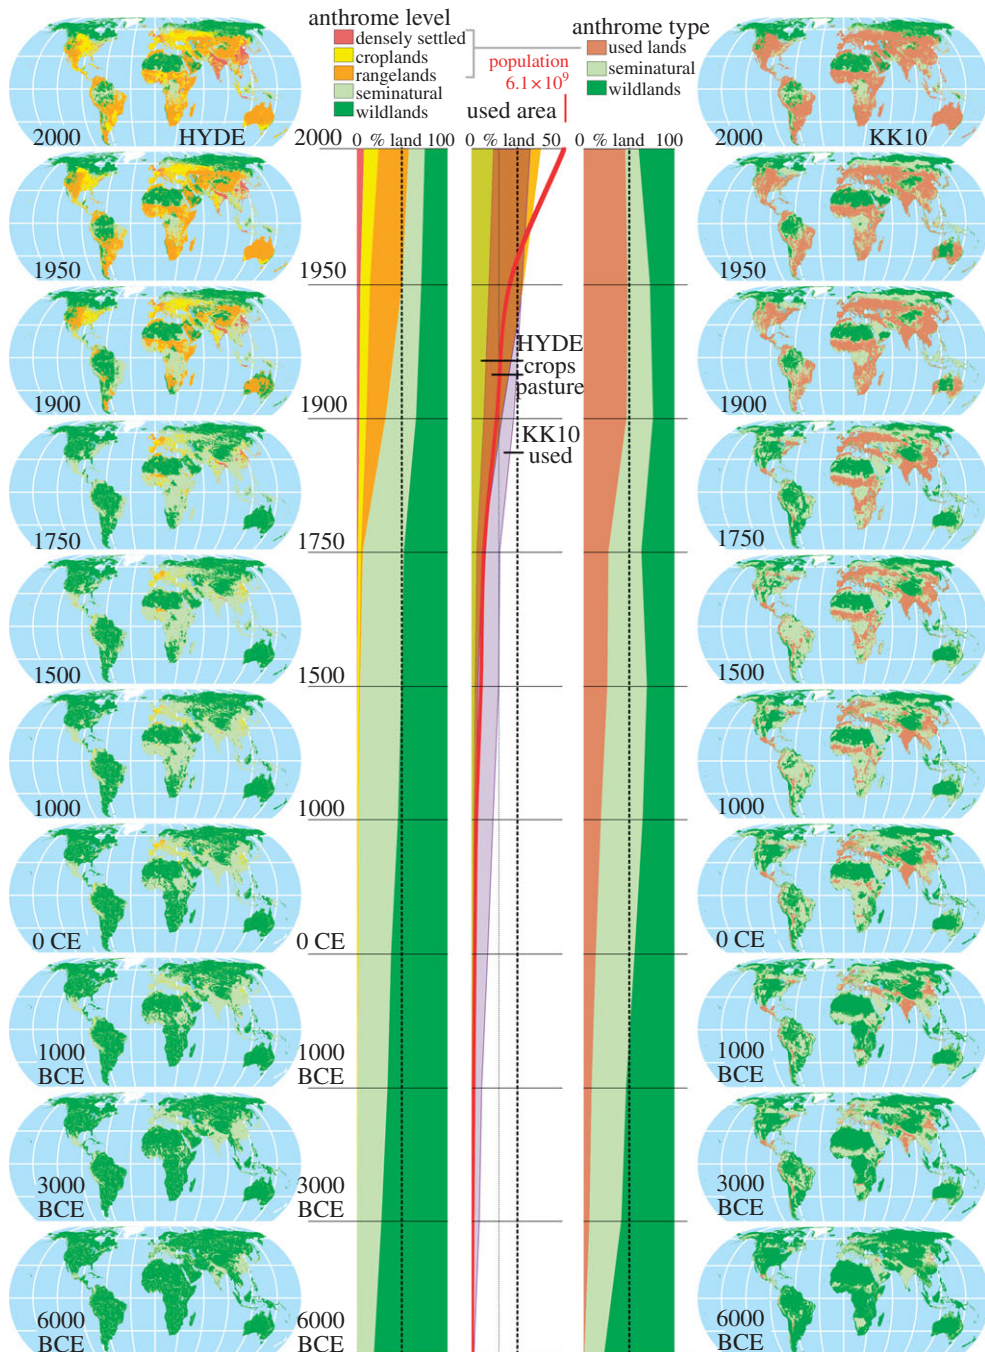 anthrome level
densely settled
croplands
rangelands
seminatural
wildlands
population
6.1×10⁹
used area
anthrome type
used lands
seminatural
wildlands
2000 HYDE
2000
0 % land 100
0 % land 50
0 % land 100
2000 KK10
1950
1950
1950
HYDE
crops
pasture
1900
1900
1900
KK10
used
1750
1750
1750
1500
1500
1500
1000
1000
1000
0 CE
0 CE
0 CE
1000
BCE
1000
BCE
1000
BCE
3000
BCE
3000
BCE
3000
BCE
6000
BCE
6000
BCE
6000
BCE